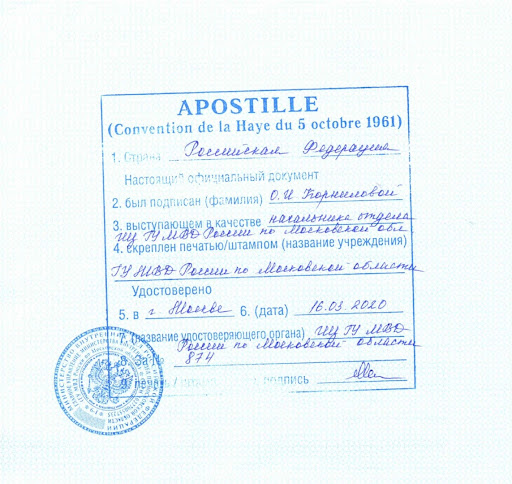 APOSTILLE
(Convention de la Haye du 5 octobre 1961)
1. Страна Российская Федерация
Настоящий официальный документ
2. был подписан (фамилия) О.И Корниловой
3. выступающем в качестве начальника отдела
ИЦ ГУ МВД России по Московской обл
4. скреплен печатью/штампом (название учреждения)
ГУ МВД России по Московской области
Удостоверено
5. в г Москве 6. (дата) 16.03.2020
7. (название удостоверяющего органа) ИЦ ГУ МВД
России по Московской области
8. За № 874
9. печать / подпись